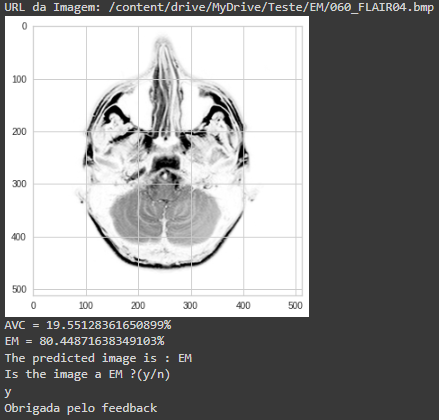 URL da Imagem: /content/drive/MyDrive/Teste/EM/060_FLAIR04.bmp
0
100
200
300
400
500
0 100 200 300 400 500
AVC = 19.55128361650899%
EM = 80.44871638349103%
The predicted image is : EM
Is the image a EM ?(y/n)
y
Obrigada pelo feedback